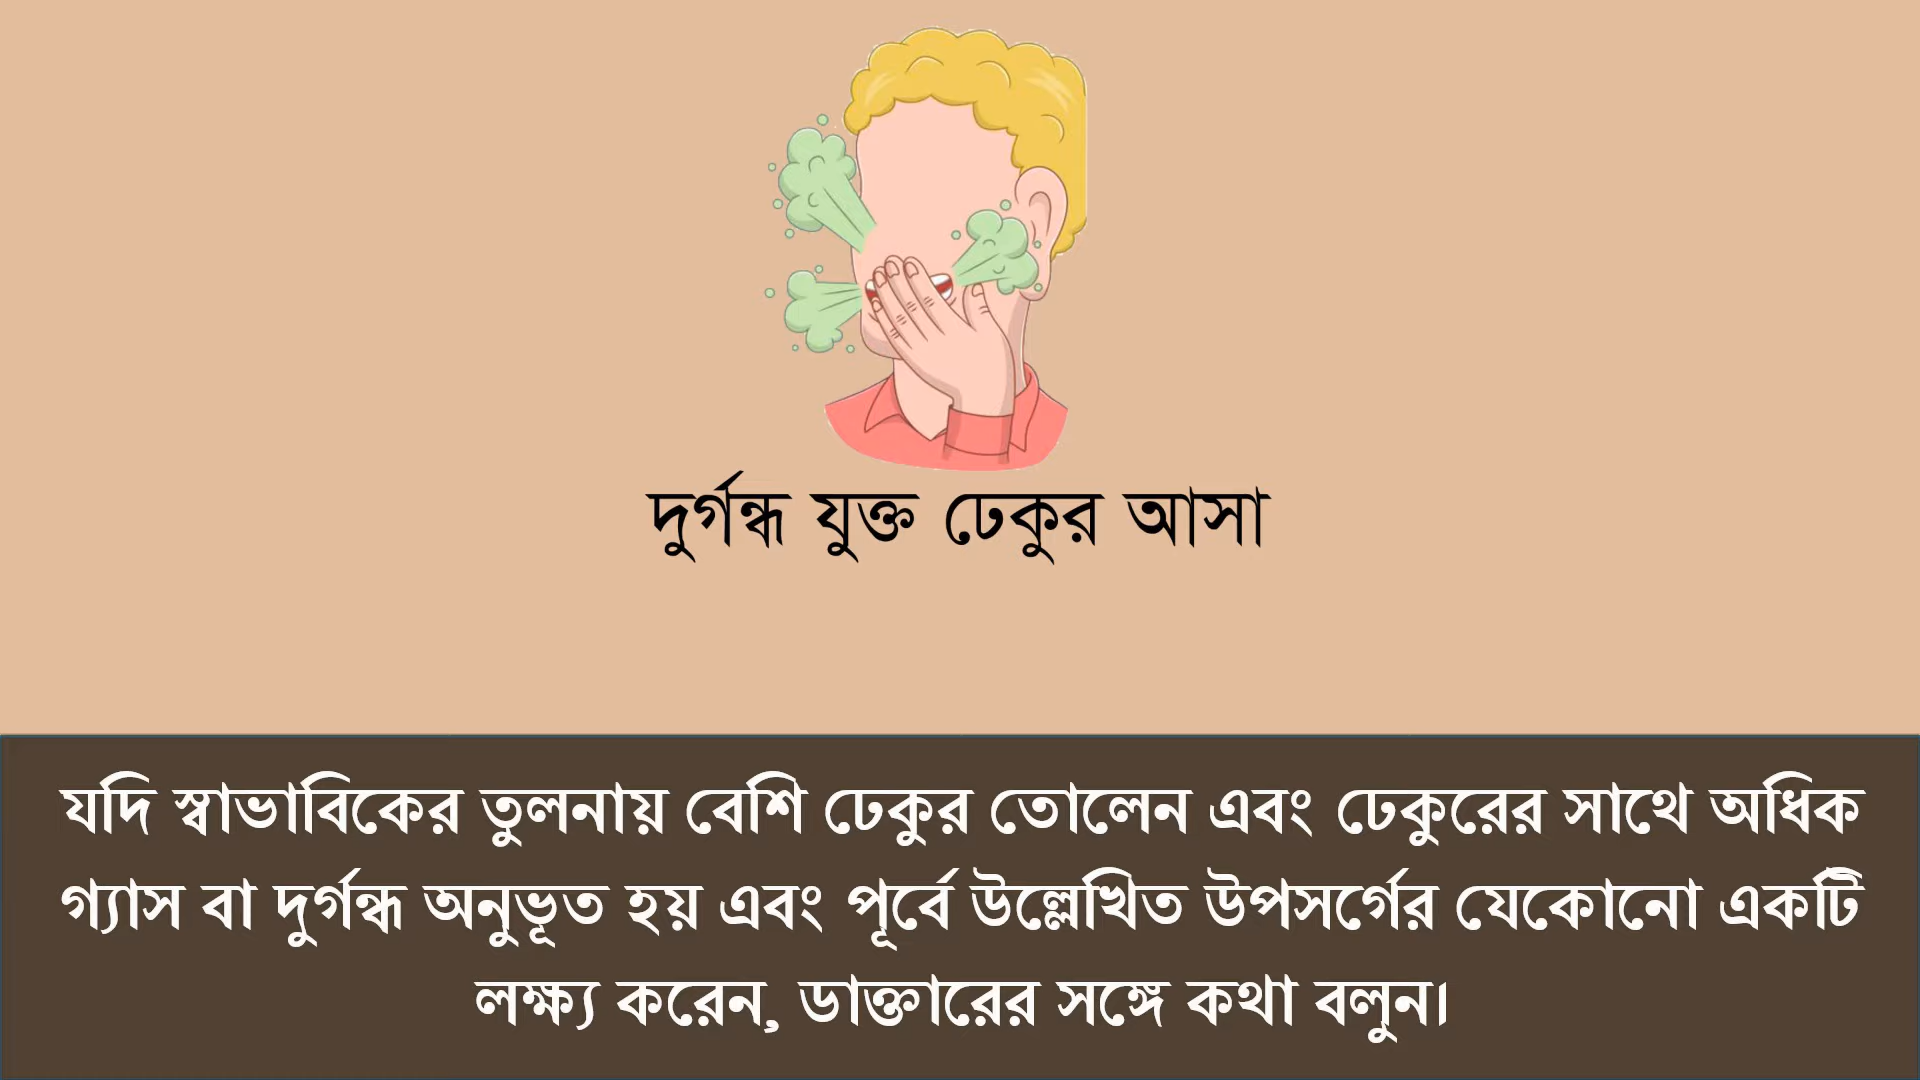 দুর্গন্ধ যুক্ত ঢেকুর আসা
যদি স্বাভাবিকের তুলনায় বেশি ঢেকুর তোলেন এবং ঢেকুরের সাথে অধিক
গ্যাস বা দুর্গন্ধ অনুভূত হয় এবং পূর্বে উল্লেখিত উপসর্গের যেকোনো একটি
লক্ষ্য করেন, ডাক্তারের সঙ্গে কথা বলুন।